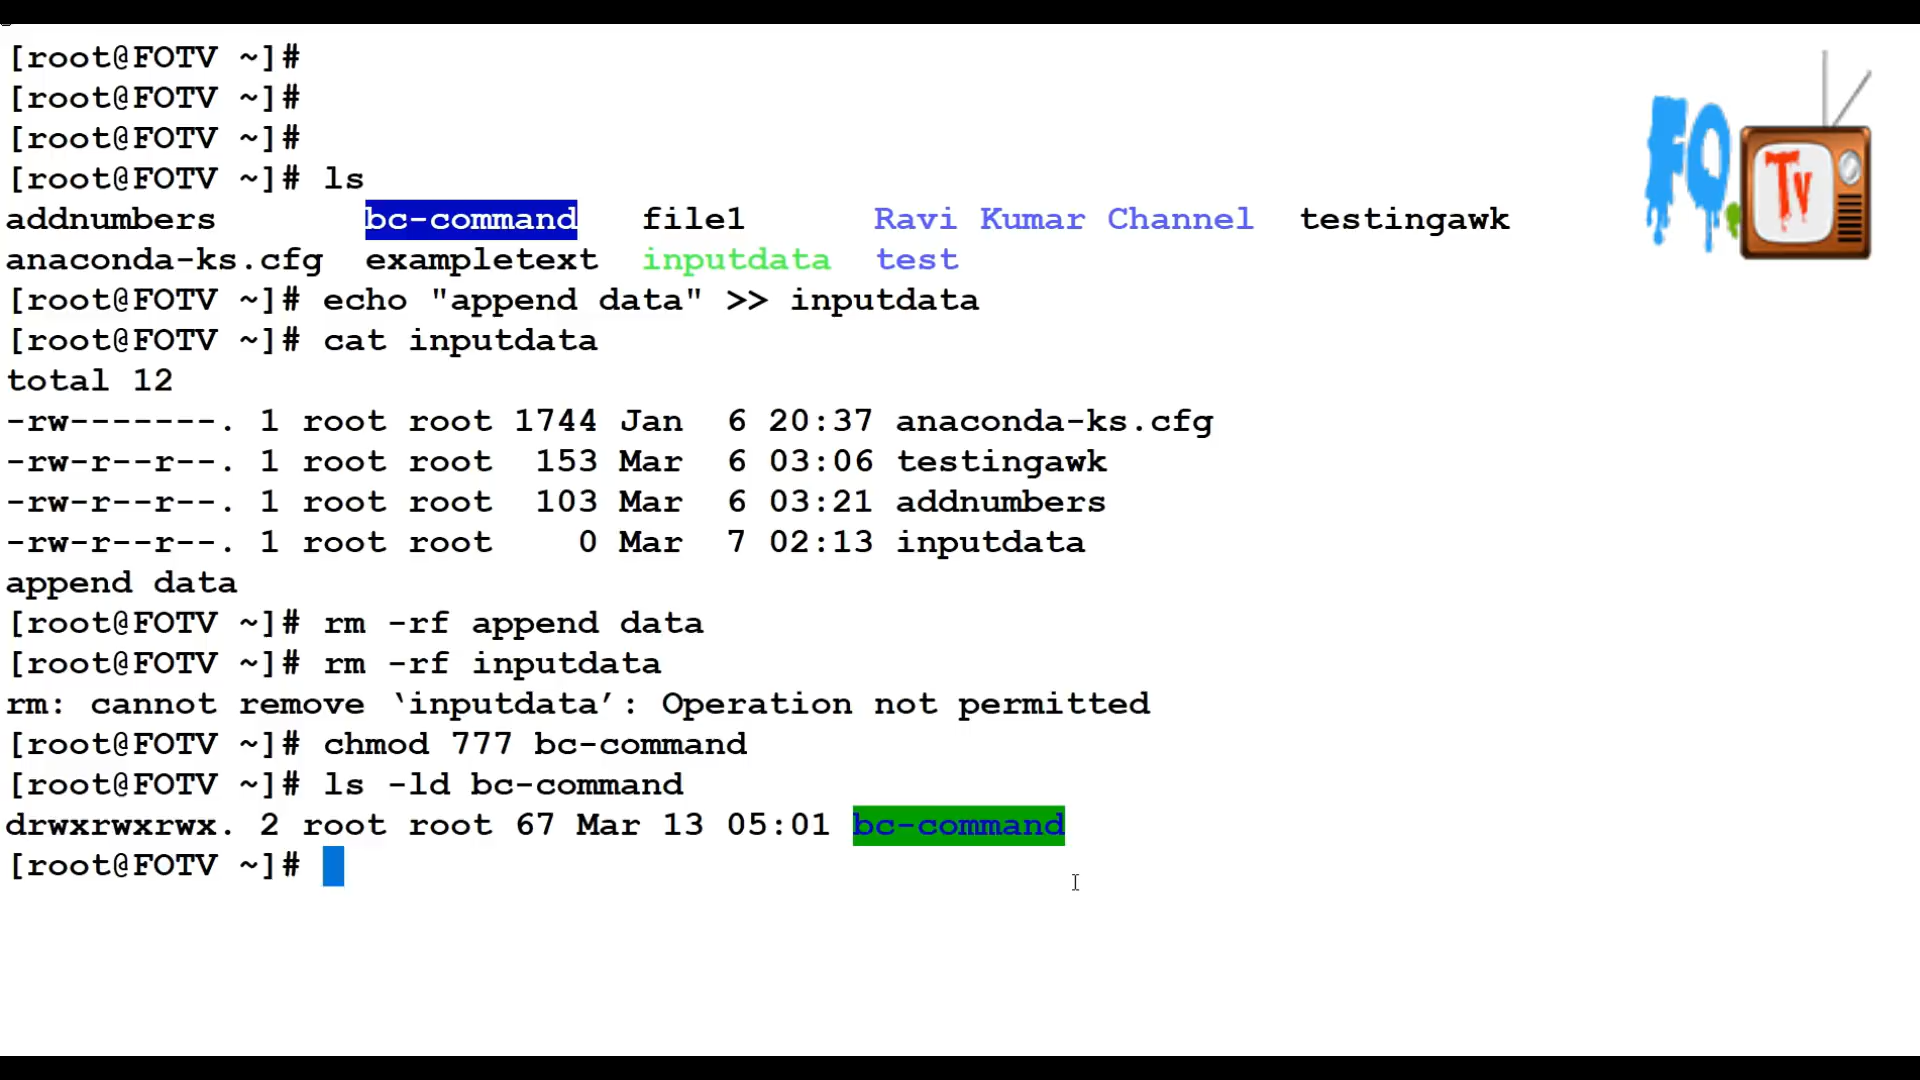 [root@FOTV ~]#
[root@FOTV ~]#
[root@FOTV ~]#
[root@FOTV ~]# ls
addnumbers bc-command file1 Ravi Kumar Channel testingawk
anaconda-ks.cfg exampletext inputdata test
[root@FOTV ~]# echo "append data" >> inputdata
[root@FOTV ~]# cat inputdata
total 12
-rw-------. 1 root root 1744 Jan  6 20:37 anaconda-ks.cfg
-rw-r--r--. 1 root root  153 Mar  6 03:06 testingawk
-rw-r--r--. 1 root root  103 Mar  6 03:21 addnumbers
-rw-r--r--. 1 root root    0 Mar  7 02:13 inputdata
append data
[root@FOTV ~]# rm -rf append data
[root@FOTV ~]# rm -rf inputdata
rm: cannot remove ‘inputdata’: Operation not permitted
[root@FOTV ~]# chmod 777 bc-command
[root@FOTV ~]# ls -ld bc-command
drwxrwxrwx. 2 root root 67 Mar 13 05:01 bc-command
[root@FOTV ~]#
FO Tv